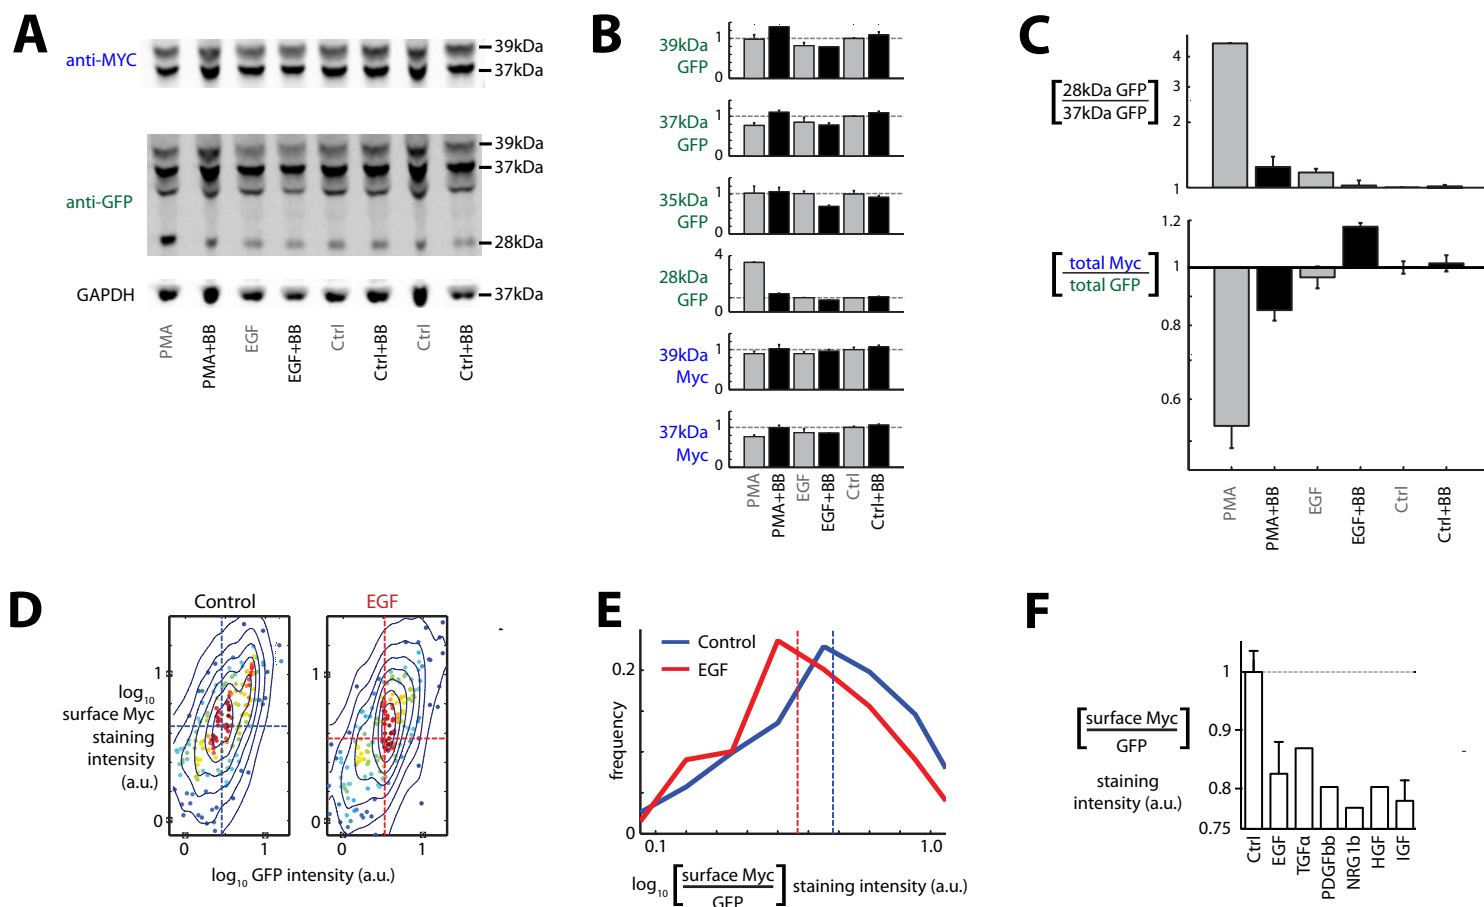 A
anti-MYC
39kDa
37kDa
anti-GFP
39kDa
37kDa
28kDa
GAPDH
37kDa
PMA
PMA+BB
EGF
EGF+BB
Ctrl
Ctrl+BB
Ctrl
Ctrl+BB
B
39kDa
GFP
1
0
37kDa
GFP
1
0
35kDa
GFP
1
0
28kDa
GFP
2
1
0
39kDa
Myc
1
0
37kDa
Myc
1
0
PMA
PMA+BB
EGF
EGF+BB
Ctrl
Ctrl+BB
C
28kDa GFP
37kDa GFP
4
3
2
1
total Myc
total GFP
1.2
1
0.8
0.6
PMA
PMA+BB
EGF
EGF+BB
Ctrl
Ctrl+BB
D
Control
EGF
log10
surface Myc
staining
intensity
(a.u.)
1
0
1
0
0
1
0
1
log10 GFP intensity (a.u.)
E
Control
EGF
frequency
0.2
0
0.1
1.0
log10 surface Myc
GFP
staining intensity (a.u.)
F
surface Myc
GFP
staining
intensity (a.u.)
1
0.9
0.8
0.75
Ctrl
EGF
TGFα
PDGFbb
NRG1b
HGF
IGF